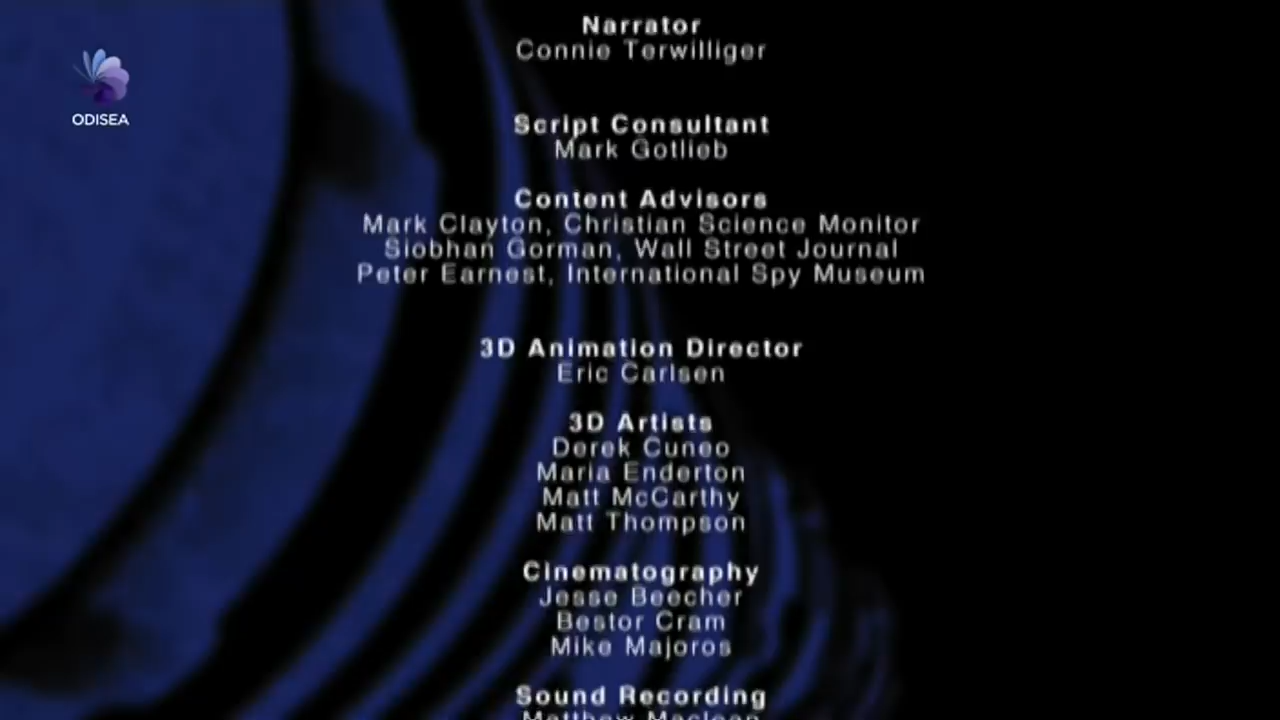 Narrator
Connie Terwilliger
ODISEA
Script Consultant
Mark Gotlieb
Content Advisors
Mark Clayton, Christian Science Monitor
Siobhan Gorman, Wall Street Journal
Peter Earnest, International Spy Museum
3D Animation Director
Eric Carlsen
3D Artists
Derek Cuneo
Maria Enderton
Matt McCarthy
Matt Thompson
Cinematography
Jesse Beecher
Bestor Cram
Mike Majoros
Sound Recording
Matthew